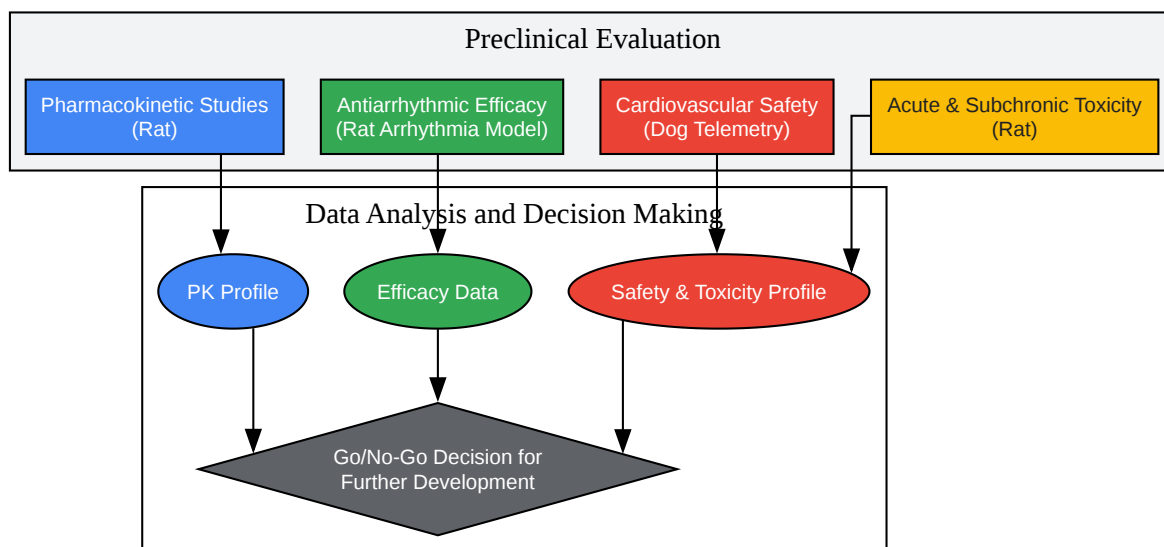 Preclinical Evaluation
Pharmacokinetic Studies
(Rat)
Antiarrhythmic Efficacy
(Rat Arrhythmia Model)
Cardiovascular Safety
(Dog Telemetry)
Acute & Subchronic Toxicity
(Rat)
Data Analysis and Decision Making
PK Profile
Efficacy Data
Safety & Toxicity Profile
Go/No-Go Decision for
Further Development